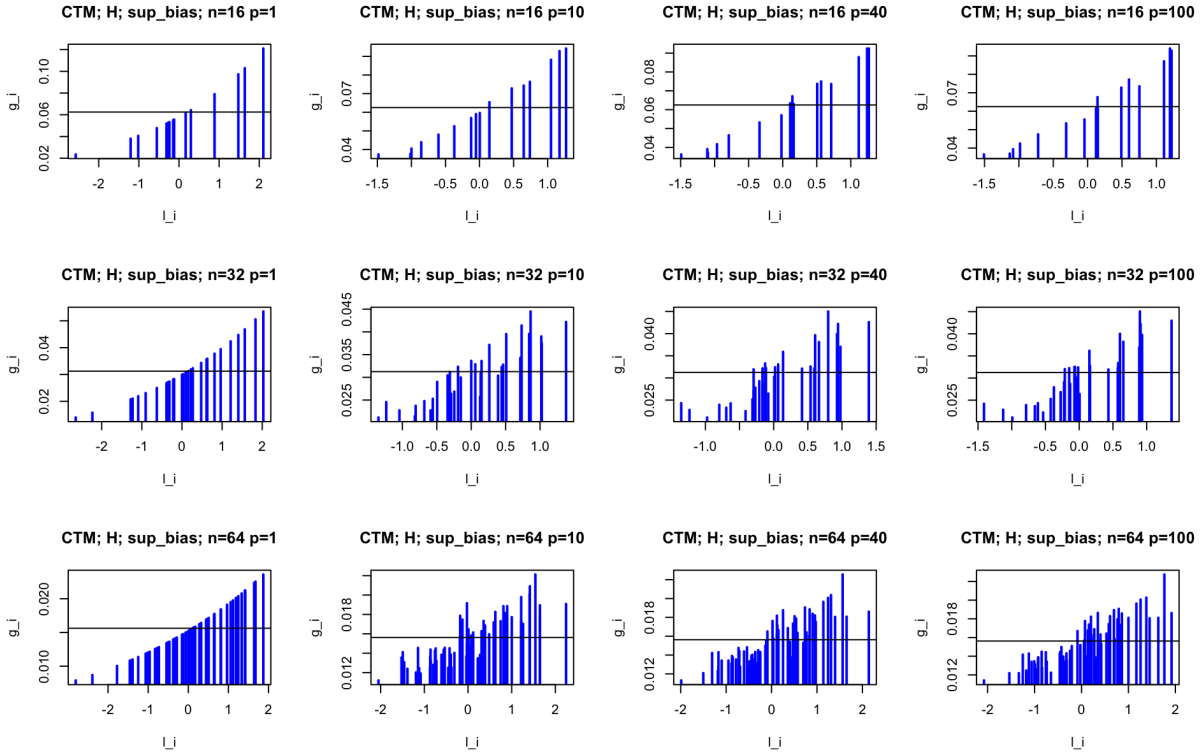 CTM; H; sup_bias; n=16 p=1
g_i
0.02 0.06 0.10
-2 -1 0 1 2
l_i
CTM; H; sup_bias; n=16 p=10
g_i
0.04 0.07
-1.5 -0.5 0.0 0.5 1.0
l_i
CTM; H; sup_bias; n=16 p=40
g_i
0.04 0.06 0.08
-1.5 -0.5 0.0 0.5 1.0
l_i
CTM; H; sup_bias; n=16 p=100
g_i
0.04 0.07
-1.5 -0.5 0.0 0.5 1.0
l_i
CTM; H; sup_bias; n=32 p=1
g_i
0.02 0.04
-2 -1 0 1 2
l_i
CTM; H; sup_bias; n=32 p=10
g_i
0.025 0.035 0.045
-1.0 -0.5 0.0 0.5 1.0
l_i
CTM; H; sup_bias; n=32 p=40
g_i
0.025 0.040
-1.0 0.0 0.5 1.0 1.5
l_i
CTM; H; sup_bias; n=32 p=100
g_i
0.025 0.040
-1.5 -0.5 0.0 0.5 1.0
l_i
CTM; H; sup_bias; n=64 p=1
g_i
0.010 0.020
-2 -1 0 1 2
l_i
CTM; H; sup_bias; n=64 p=10
g_i
0.012 0.018
-2 -1 0 1 2
l_i
CTM; H; sup_bias; n=64 p=40
g_i
0.012 0.018
-2 -1 0 1 2
l_i
CTM; H; sup_bias; n=64 p=100
g_i
0.012 0.018
-2 -1 0 1 2
l_i